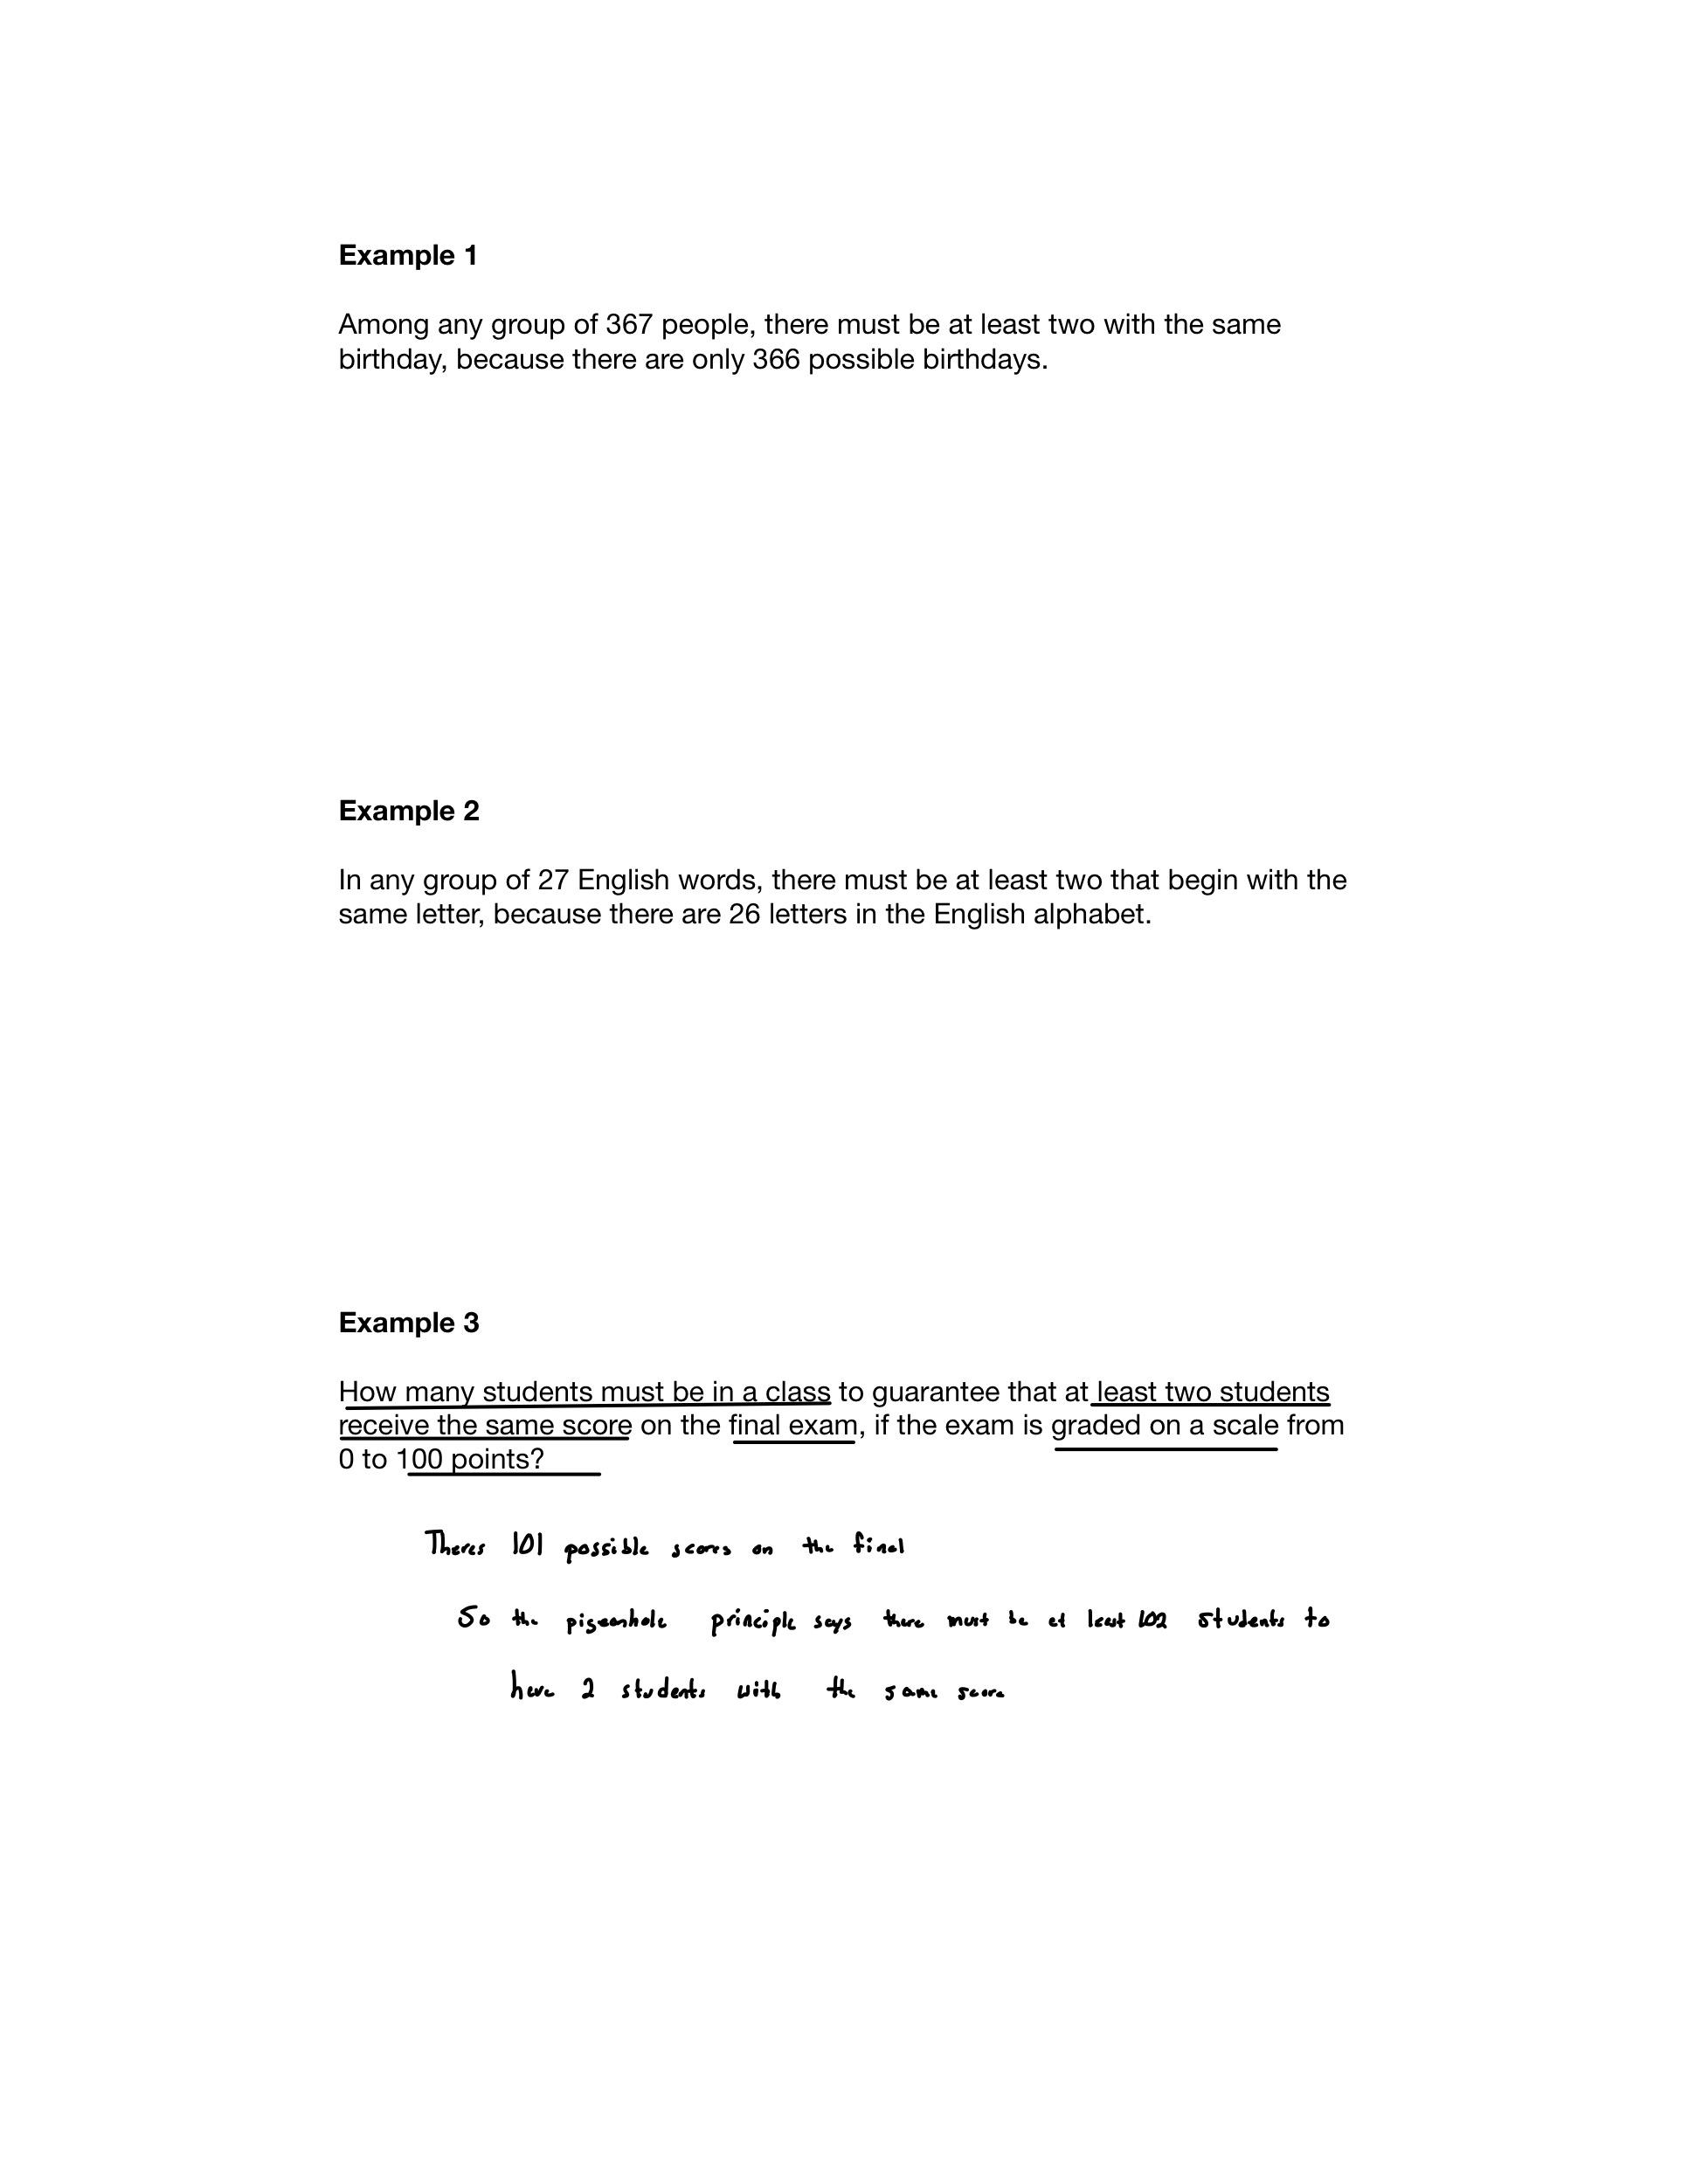 Example 1
Among any group of 367 people, there must be at least two with the same
birthday, because there are only 366 possible birthdays.
Example 2
In any group of 27 English words, there must be at least two that begin with the
same letter, because there are 26 letters in the English alphabet.
Example 3
How many students must be in a class to guarantee that at least two students
receive the same score on the final exam, if the exam is graded on a scale from
0 to 100 points?
Theres 101 possible scores on the final
So the pigeonhole principle says there must be at least 102 students to
have 2 students with the same score